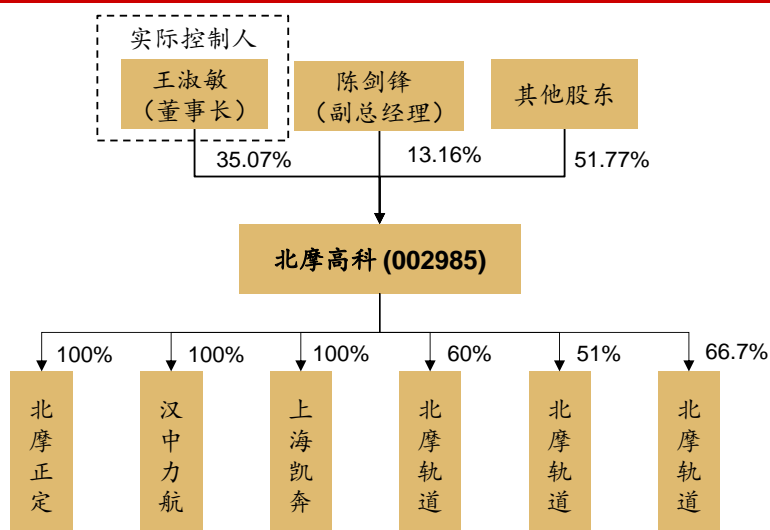 实际控制人
王淑敏
（董事长）
陈剑锋
（副总经理）
其他股东
35.07%
13.16%
51.77%
北摩高科 (002985)
100%
100%
100%
60%
51%
66.7%
北摩正定
汉中力航
上海凯奔
北摩轨道
北摩轨道
北摩轨道